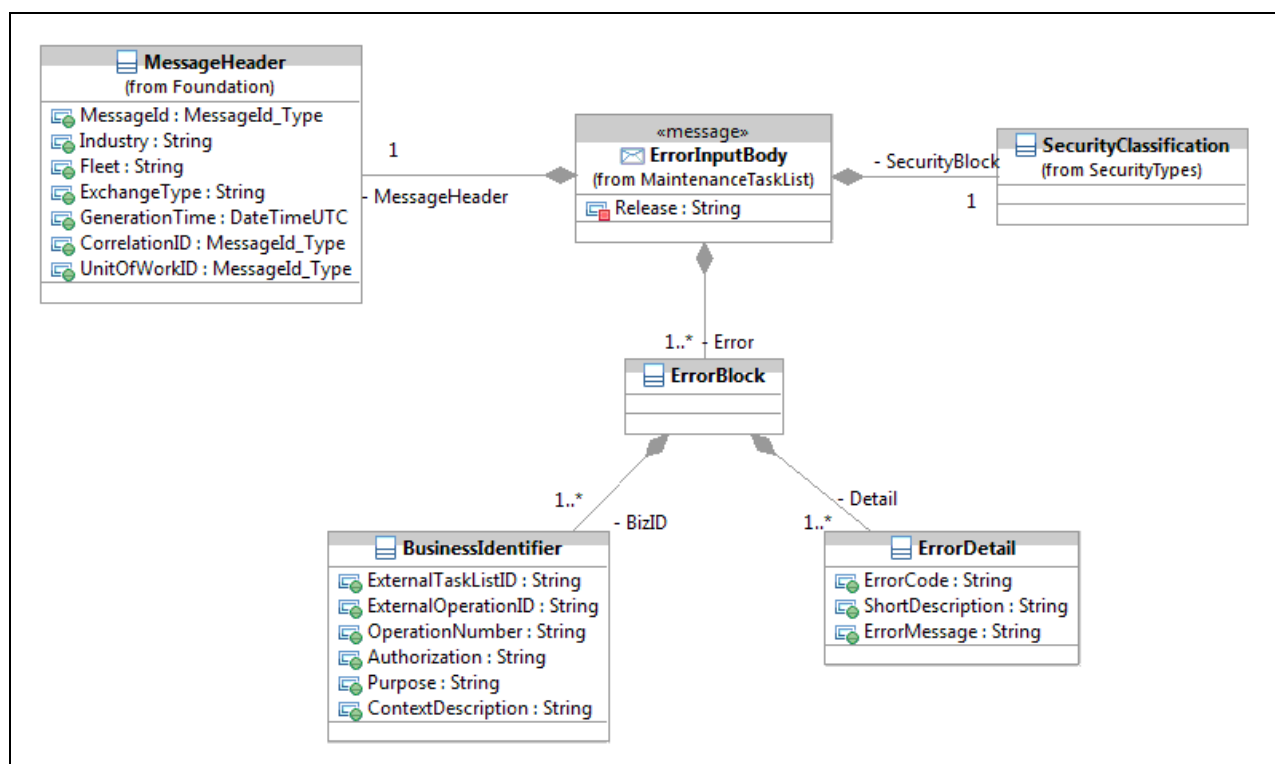 MessageHeader
(from Foundation)
MessageId : MessageId_Type
Industry : String
Fleet : String
ExchangeType : String
GenerationTime : DateTimeUTC
CorrelationID : MessageId_Type
UnitOfWorkID : MessageId_Type
1
- MessageHeader
«message»
ErrorInputBody
(from MaintenanceTaskList)
Release : String
- SecurityBlock
1
SecurityClassification
(from SecurityTypes)
1..* - Error
ErrorBlock
1..*
- BizID
- Detail
1..*
BusinessIdentifier
ExternalTaskListID : String
ExternalOperationID : String
OperationNumber : String
Authorization : String
Purpose : String
ContextDescription : String
ErrorDetail
ErrorCode : String
ShortDescription : String
ErrorMessage : String